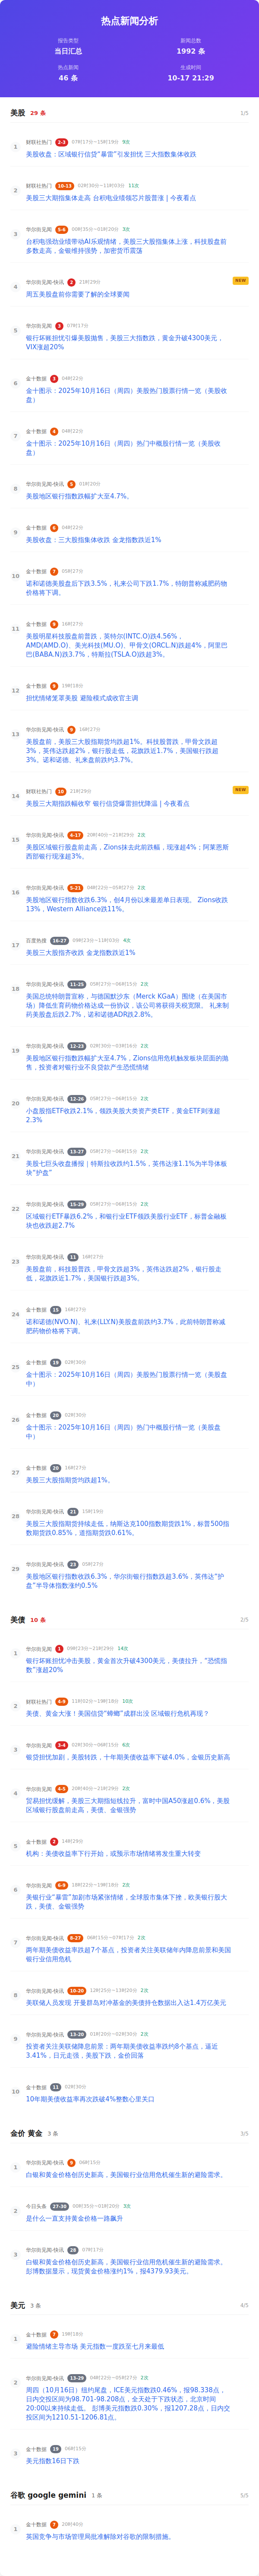 热点新闻分析
报告类型
新闻总数
当日汇总
1992 条
热点新闻
生成时间
46 条
10-17 21:29
美股 29 条 1/5
1 财联社热门 2-3 07时17分~15时19分 9次
美股收盘：区域银行信贷“暴雷”引发担忧 三大指数集体收跌
2 财联社热门 10-13 02时30分~11时03分 11次
美股三大期指集体走高 台积电业绩领衔芯片股普涨 | 今夜看点
3 华尔街见闻 5-6 00时35分~01时20分 3次
台积电强劲业绩带动AI乐观情绪，美股三大股指集体上涨，科技股盘前
多数走高，金银维持强势，加密货币震荡
4 华尔街见闻-快讯 2 21时29分 NEW
周五美股盘前你需要了解的全球要闻
5 华尔街见闻 3 07时17分
银行坏账担忧引爆美股抛售，美股三大指数跌，黄金升破4300美元，
VIX涨超20%
6 金十数据 3 04时22分
金十图示：2025年10月16日（周四）美股热门股票行情一览（美股收
盘）
7 金十数据 4 04时22分
金十图示：2025年10月16日（周四）热门中概股行情一览（美股收
盘）
8 华尔街见闻-快讯 5 01时20分
美股地区银行指数跌幅扩大至4.7%。
9 金十数据 6 04时22分
美股收盘：三大股指集体收跌 金龙指数跌近1%
10 金十数据 7 05时27分
诺和诺德美股盘后下跌3.5%，礼来公司下跌1.7%，特朗普称减肥药物
价格将下调。
11 金十数据 9 16时27分
美股明星科技股盘前普跌，英特尔(INTC.O)跌4.56%，
AMD(AMD.O)、美光科技(MU.O)、甲骨文(ORCL.N)跌超4%，阿里巴
巴(BABA.N)跌3.7%，特斯拉(TSLA.O)跌超3%。
12 金十数据 9 19时18分
担忧情绪笼罩美股 避险模式成收官主调
13 华尔街见闻-快讯 9 16时27分
美股盘前，美股三大股指期货均跌超1%。科技股普跌，甲骨文跌超
3%，英伟达跌超2%，银行股走低，花旗跌近1.7%，美国银行跌超
3%。诺和诺德、礼来盘前跌约3.7%。
14 财联社热门 10 21时29分 NEW
美股三大期指跌幅收窄 银行信贷爆雷担忧降温 | 今夜看点
15 华尔街见闻-快讯 4-17 20时40分~21时29分 2次
美股区域银行股盘前走高，Zions抹去此前跌幅，现涨超4%；阿莱恩斯
西部银行现涨超3%。
16 华尔街见闻-快讯 5-21 04时22分~05时27分 2次
美股地区银行指数收跌6.3%，创4月份以来最差单日表现。 Zions收跌
13%，Western Alliance跌11%。
17 百度热搜 16-27 09时23分~11时03分 4次
美股三大股指齐收跌 金龙指数跌近1%
18 华尔街见闻-快讯 11-25 05时27分~06时15分 2次
美国总统特朗普宣称，与德国默沙东（Merck KGaA）围绕（在美国市
场）降低生育药物价格达成一份协议，该公司将获得关税宽限。 礼来制
药美股盘后跌2.7%，诺和诺德ADR跌2.8%。
19 华尔街见闻-快讯 12-23 02时30分~03时16分 2次
美股地区银行指数跌幅扩大至4.7%，Zions信用危机触发板块层面的抛
售，投资者对银行业不良贷款产生恐慌情绪
20 华尔街见闻-快讯 12-26 05时27分~06时15分 2次
小盘股指ETF收跌2.1%，领跌美股大类资产类ETF，黄金ETF则涨超
2.3%
21 华尔街见闻-快讯 13-27 05时27分~06时15分 2次
美股七巨头收盘播报 | 特斯拉收跌约1.5%，英伟达涨1.1%为半导体板
块“护盘”
22 华尔街见闻-快讯 15-29 05时27分~06时15分 2次
区域银行ETF暴跌6.2%，和银行业ETF领跌美股行业ETF，标普金融板
块也收跌超2.7%
23 华尔街见闻-快讯 11 16时27分
美股盘前，科技股普跌，甲骨文跌超3%，英伟达跌超2%，银行股走
低，花旗跌近1.7%，美国银行跌超3%。
24 金十数据 15 16时27分
诺和诺德(NVO.N)、礼来(LLY.N)美股盘前跌约3.7%，此前特朗普称减
肥药物价格将下调。
25 金十数据 19 02时30分
金十图示：2025年10月16日（周四）美股热门股票行情一览（美股盘
中）
26 金十数据 20 02时30分
金十图示：2025年10月16日（周四）热门中概股行情一览（美股盘
中）
27 金十数据 20 16时27分
美股三大股指期货均跌超1%。
28 华尔街见闻-快讯 21 15时19分
美股三大股指期货持续走低，纳斯达克100指数期货跌1%，标普500指
数期货跌0.85%，道指期货跌0.61%。
29 华尔街见闻-快讯 23 05时27分
美股地区银行指数收跌6.3%，华尔街银行指数跌超3.6%，英伟达“护
盘”半导体指数涨约0.5%
美债 10 条 2/5
1 华尔街见闻 1 09时23分~21时29分 14次
银行坏账担忧冲击美股，黄金首次升破4300美元，美债拉升，“恐慌指
数”涨超20%
2 财联社热门 4-9 11时02分~19时18分 10次
美债、黄金大涨！美国信贷“蟑螂”成群出没 区域银行危机再现？
3 华尔街见闻 3-4 02时30分~06时15分 6次
银贷担忧加剧，美股转跌，十年期美债收益率下破4.0%，金银历史新高
4 华尔街见闻 4-5 20时40分~21时29分 2次
贸易担忧缓解，美股三大期指短线拉升，富时中国A50涨超0.6%，美股
区域银行股盘前走高，美债、金银强势
5 金十数据 2 14时29分
机构：美债收益率下行开始，或预示市场情绪将发生重大转变
6 华尔街见闻 6-9 18时22分~19时18分 2次
美银行业“暴雷”加剧市场紧张情绪，全球股市集体下挫，欧美银行股大
跌，美债、金银强势
7 华尔街见闻-快讯 8-27 06时15分~07时17分 2次
两年期美债收益率跌超7个基点，投资者关注美联储年内降息前景和美国
银行业信用危机
8 华尔街见闻-快讯 10-20 12时25分~13时20分 2次
美联储人员发现 开曼群岛对冲基金的美债持仓数据出入达1.4万亿美元
9 华尔街见闻-快讯 13-20 01时20分~02时30分 2次
投资者关注美联储降息前景：两年期美债收益率跌约8个基点，逼近
3.41%，日元走强，美股下跌，金价回落
10 金十数据 11 02时30分
10年期美债收益率再次跌破4%整数心里关口
金价 黄金 3 条 3/5
1 华尔街见闻-快讯 9 06时15分
白银和黄金价格创历史新高，美国银行业信用危机催生新的避险需求。
2 今日头条 27-30 00时35分~01时20分 3次
是什么一直支持黄金价格一路飙升
3 华尔街见闻-快讯 28 07时17分
白银和黄金价格创历史新高，美国银行业信用危机催生新的避险需求。
彭博数据显示，现货黄金价格涨约1%，报4379.93美元。
美元 3 条 4/5
1 金十数据 7 19时18分
避险情绪主导市场 美元指数一度跌至七月来最低
2 华尔街见闻-快讯 13-29 04时22分~05时27分 2次
周四（10月16日）纽约尾盘，ICE美元指数跌0.46%，报98.338点，
日内交投区间为98.701-98.208点，全天处于下跌状态，北京时间
20:00以来持续走低。 彭博美元指数跌0.30%，报1207.28点，日内交
投区间为1210.51-1206.81点。
3 金十数据 19 06时15分
美元指数16日下跌
谷歌 google gemini 1 条 5/5
1 金十数据 7 20时40分
英国竞争与市场管理局批准解除对谷歌的限制措施。